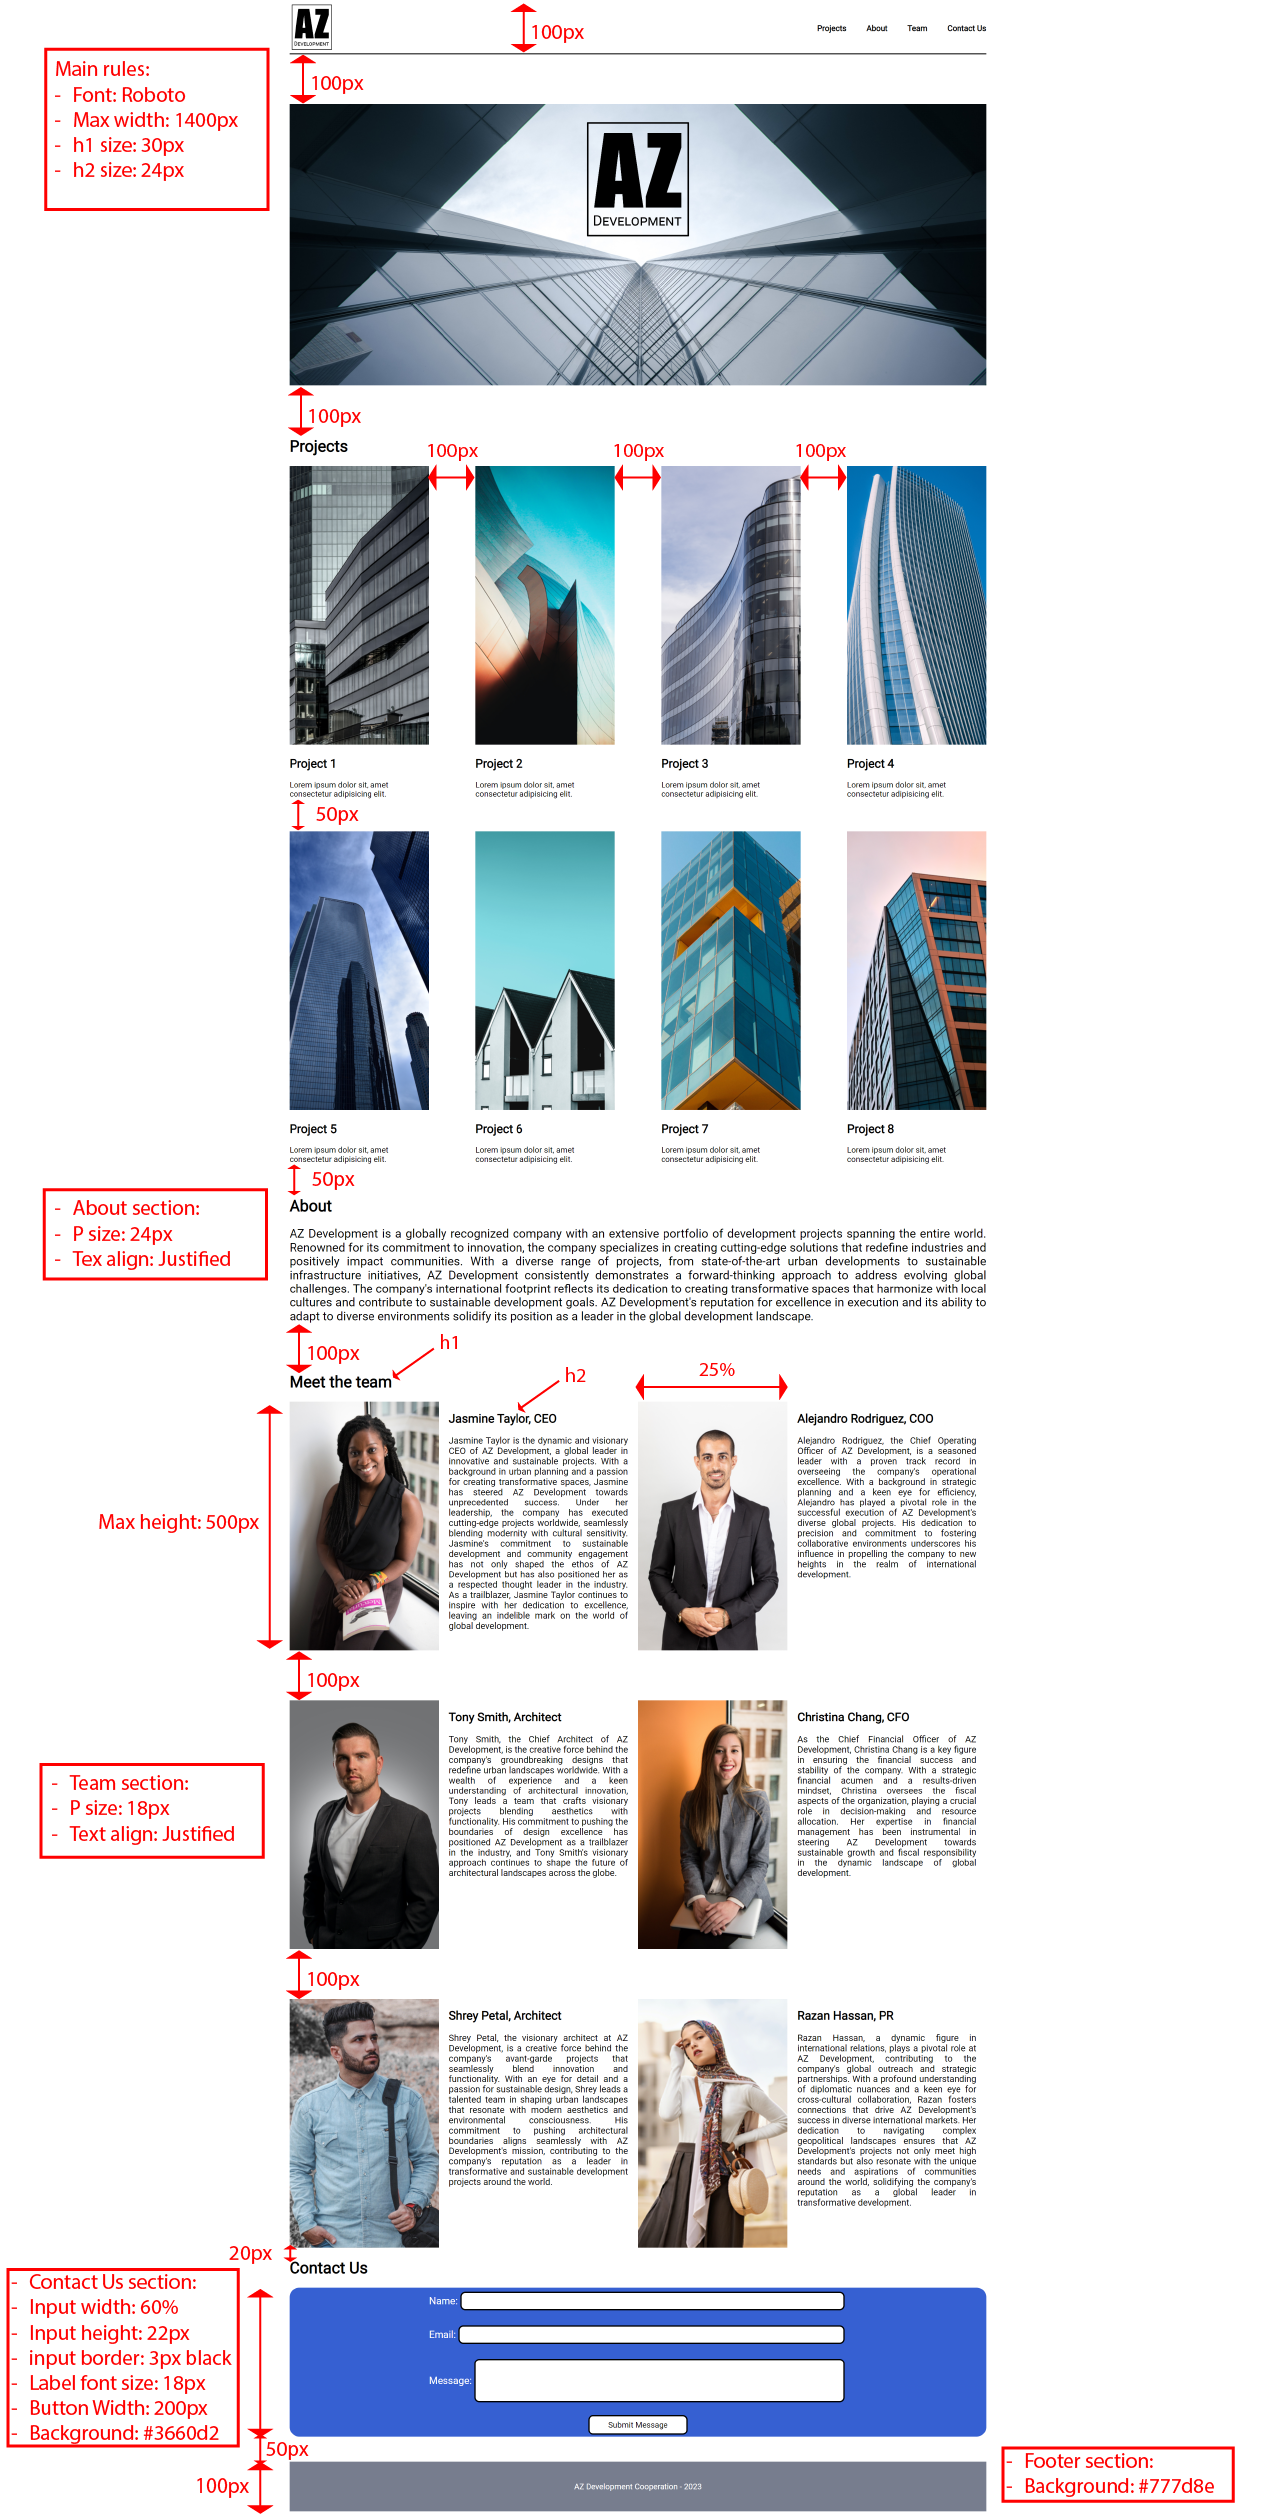 AZ
DEVELOPMENT
100px
Projects
About
Team
Contact Us
Main rules:
- Font: Roboto
- Max width: 1400px
- h1 size: 30px
- h2 size: 24px
100px
AZ
DEVELOPMENT
100px
Projects
100px
100px
100px
Project 1
Lorem ipsum dolor sit, amet
consectetur adipisicing elit.
Project 2
Lorem ipsum dolor sit, amet
consectetur adipisicing elit.
Project 3
Lorem ipsum dolor sit, amet
consectetur adipisicing elit.
Project 4
Lorem ipsum dolor sit, amet
consectetur adipisicing elit.
50px
Project 5
Lorem ipsum dolor sit, amet
consectetur adipisicing elit.
Project 6
Lorem ipsum dolor sit, amet
consectetur adipisicing elit.
Project 7
Lorem ipsum dolor sit, amet
consectetur adipisicing elit.
Project 8
Lorem ipsum dolor sit, amet
consectetur adipisicing elit.
50px
- About section:
- P size: 24px
- Tex align: Justified
About
AZ Development is a globally recognized company with an extensive portfolio of development projects spanning the entire world.
Renowned for its commitment to innovation, the company specializes in creating cutting-edge solutions that redefine industries and
positively impact communities. With a diverse range of projects, from state-of-the-art urban developments to sustainable
infrastructure initiatives, AZ Development consistently demonstrates a forward-thinking approach to address evolving global
challenges. The company's international footprint reflects its dedication to creating transformative spaces that harmonize with local
cultures and contribute to sustainable development goals. AZ Development's reputation for excellence in execution and its ability to
adapt to diverse environments solidify its position as a leader in the global development landscape.
100px
h1
Meet the team
h2
25%
Max height: 500px
Jasmine Taylor, CEO
Jasmine Taylor is the dynamic and visionary
CEO of AZ Development, a global leader in
innovative and sustainable projects. With a
background in urban planning and a passion
for creating transformative spaces, Jasmine
has steered AZ Development towards
unprecedented success. Under her
leadership, the company has executed
cutting-edge projects worldwide, seamlessly
blending modernity with cultural sensitivity.
Jasmine's commitment to sustainable
development and community engagement
has not only shaped the ethos of AZ
Development but has also positioned her as
a respected thought leader in the industry.
As a trailblazer, Jasmine Taylor continues to
inspire with her dedication to excellence,
leaving an indelible mark on the world of
global development.
Alejandro Rodriguez, COO
Alejandro Rodriguez, the Chief Operating
Officer of AZ Development, is a seasoned
leader with a proven track record in
overseeing the company's operational
excellence. With a background in strategic
planning and a keen eye for efficiency,
Alejandro has played a pivotal role in the
successful execution of AZ Development's
diverse global projects. His dedication to
precision and commitment to fostering
collaborative environments underscores his
influence in propelling the company to new
heights in the realm of international
development.
100px
- Team section:
- P size: 18px
- Text align: Justified
Tony Smith, Architect
Tony Smith, the Chief Architect of AZ
Development, is the creative force behind the
company's groundbreaking designs that
redefine urban landscapes worldwide. With a
wealth of experience and a keen
understanding of architectural innovation,
Tony leads a team that crafts visionary
projects blending aesthetics with
functionality. His commitment to pushing the
boundaries of design excellence has
positioned AZ Development as a trailblazer
in the industry, and Tony Smith's visionary
approach continues to shape the future of
architectural landscapes across the globe.
Christina Chang, CFO
As the Chief Financial Officer of AZ
Development, Christina Chang is a key figure
in ensuring the financial success and
stability of the company. With a strategic
financial acumen and a results-driven
mindset, Christina oversees the fiscal
aspects of the organization, playing a crucial
role in decision-making and resource
allocation. Her expertise in financial
management has been instrumental in
steering AZ Development towards
sustainable growth and fiscal responsibility
in the dynamic landscape of global
development.
100px
Shrey Petal, Architect
Shrey Petal, the visionary architect at AZ
Development, is a creative force behind the
company's avant-garde projects that
seamlessly blend innovation and
functionality. With an eye for detail and a
passion for sustainable design, Shrey leads a
talented team in shaping urban landscapes
that resonate with modern aesthetics and
environmental consciousness. His
commitment to pushing architectural
boundaries aligns seamlessly with AZ
Development's mission, contributing to the
company's reputation as a leader in
transformative and sustainable development
projects around the world.
Razan Hassan, PR
Razan Hassan, a dynamic figure in
international relations, plays a pivotal role at
AZ Development, contributing to the
company's global outreach and strategic
partnerships. With a profound understanding
of diplomatic nuances and a keen eye for
cross-cultural collaboration, Razan fosters
connections that drive AZ Development's
success in diverse international markets. Her
dedication to navigating complex
geopolitical landscapes ensures that AZ
Development's projects not only meet high
standards but also resonate with the unique
needs and aspirations of communities
around the world, solidifying the company's
reputation as a global leader in
transformative development.
20px
Contact Us
- Contact Us section:
- Input width: 60%
- Input height: 22px
- input border: 3px black
- Label font size: 18px
- Button Width: 200px
- Background: #3660d2
Name:
Email:
Message:
Submit Message
50px
100px
AZ Development Cooperation - 2023
- Footer section:
- Background: #777d8e